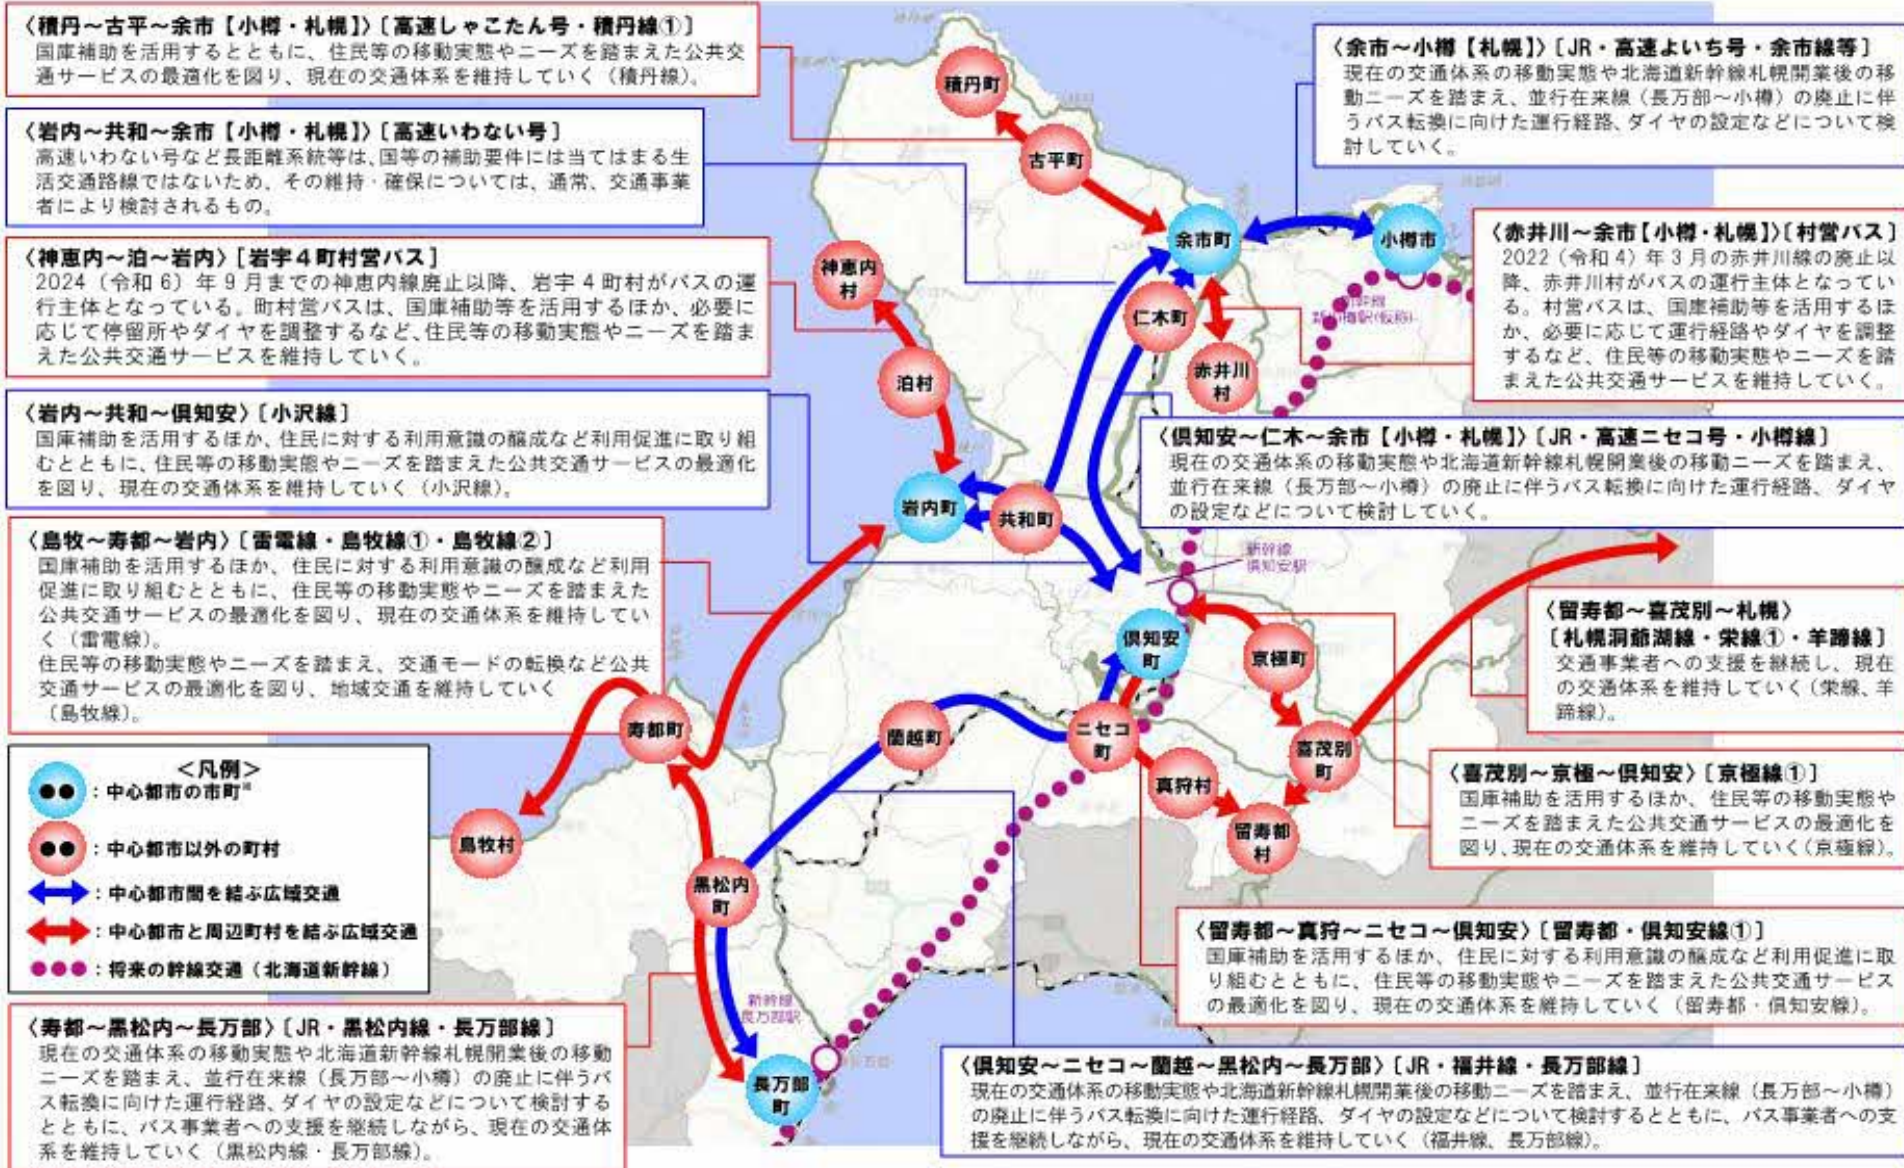 〈積丹～古平～余市【小樽・札幌】〉［高速しゃこたん号・積丹線①］
国庫補助を活用するとともに、住民等の移動実態やニーズを踏まえた公共交
通サービスの最適化を図り、現在の交通体系を維持していく（積丹線）。
〈岩内～共和～余市【小樽・札幌】〉［高速いわない号］
高速いわない号など長距離系統等は、国等の補助要件には当てはまる生
活交通路線ではないため、その維持・確保については、通常、交通事業
者により検討されるもの。
〈神恵内～泊～岩内〉［岩宇４町村営バス］
2024（令和６）年９月までの神恵内線廃止以降、岩宇４町村がバスの運
行主体となっている。町村営バスは、国庫補助等を活用するほか、必要に
応じて停留所やダイヤを調整するなど、住民等の移動実態やニーズを踏ま
えた公共交通サービスを維持していく。
〈岩内～共和～倶知安〉［小沢線］
国庫補助を活用するほか、住民に対する利用意識の醸成など利用促進に取り組
むとともに、住民等の移動実態やニーズを踏まえた公共交通サービスの最適化
を図り、現在の交通体系を維持していく（小沢線）。
〈島牧～寿都～岩内〉［雷電線・島牧線①・島牧線②］
国庫補助を活用するほか、住民に対する利用意識の醸成など利用
促進に取り組むとともに、住民等の移動実態やニーズを踏まえた
公共交通サービスの最適化を図り、現在の交通体系を維持してい
く（雷電線）。
住民等の移動実態やニーズを踏まえ、交通モードの転換など公共
交通サービスの最適化を図り、地域交通を維持していく
（島牧線）。
＜凡例＞
●●：中心都市の市町※
●●：中心都市以外の町村
：中心都市間を結ぶ広域交通
：中心都市と周辺町村を結ぶ広域交通
：将来の幹線交通（北海道新幹線）
〈寿都～黒松内～長万部〉［JR・黒松内線・長万部線］
現在の交通体系の移動実態や北海道新幹線札幌開業後の移動
ニーズを踏まえ、並行在来線（長万部～小樽）の廃止に伴うバ
ス転換に向けた運行経路、ダイヤの設定などについて検討する
とともに、バス事業者への支援を継続しながら、現在の交通体
系を維持していく（黒松内線・長万部線）。
積丹町
古平町
余市町
小樽市
神恵内
村
仁木町
泊村
赤井川
村
岩内町
共和町
新幹線
倶知安駅
倶知安
町
京極町
寿都町
蘭越町
ニセコ
町
喜茂別
町
真狩村
留寿都
村
島牧村
黒松内
町
新幹線
長万部駅
長万部
町
〈余市～小樽【札幌】〉［JR・高速よいち号・余市線等］
現在の交通体系の移動実態や北海道新幹線札幌開業後の移
動ニーズを踏まえ、並行在来線（長万部～小樽）の廃止に伴
うバス転換に向けた運行経路、ダイヤの設定などについて検
討していく。
〈赤井川～余市【小樽・札幌】〉［村営バス］
2022（令和４）年３月の赤井川線の廃止以
降、赤井川村がバスの運行主体となってい
る。村営バスは、国庫補助等を活用するほ
か、必要に応じて運行経路やダイヤを調整
するなど、住民等の移動実態やニーズを踏
まえた公共交通サービスを維持していく。
〈倶知安～仁木～余市【小樽・札幌】〉［JR・高速ニセコ号・小樽線］
現在の交通体系の移動実態や北海道新幹線札幌開業後の移動ニーズを踏まえ、
並行在来線（長万部～小樽）の廃止に伴うバス転換に向けた運行経路、ダイヤ
の設定などについて検討していく。
〈留寿都～喜茂別～札幌〉
［札幌洞爺湖線・栄線①・羊蹄線］
交通事業者への支援を継続し、現在
の交通体系を維持していく（栄線、羊
蹄線）。
〈喜茂別～京極～倶知安〉［京極線①］
国庫補助を活用するほか、住民等の移動実態や
ニーズを踏まえた公共交通サービスの最適化を
図り、現在の交通体系を維持していく（京極線）。
〈留寿都～真狩～ニセコ～倶知安〉［留寿都・倶知安線①］
国庫補助を活用するほか、住民に対する利用意識の醸成など利用促進に取
り組むとともに、住民等の移動実態やニーズを踏まえた公共交通サービス
の最適化を図り、現在の交通体系を維持していく（留寿都・倶知安線）。
〈倶知安～ニセコ～蘭越～黒松内～長万部〉［JR・福井線・長万部線］
現在の交通体系の移動実態や北海道新幹線札幌開業後の移動ニーズを踏まえ、並行在来線（長万部～小樽）
の廃止に伴うバス転換に向けた運行経路、ダイヤの設定などについて検討するとともに、バス事業者への支
援を継続しながら、現在の交通体系を維持していく（福井線、長万部線）。